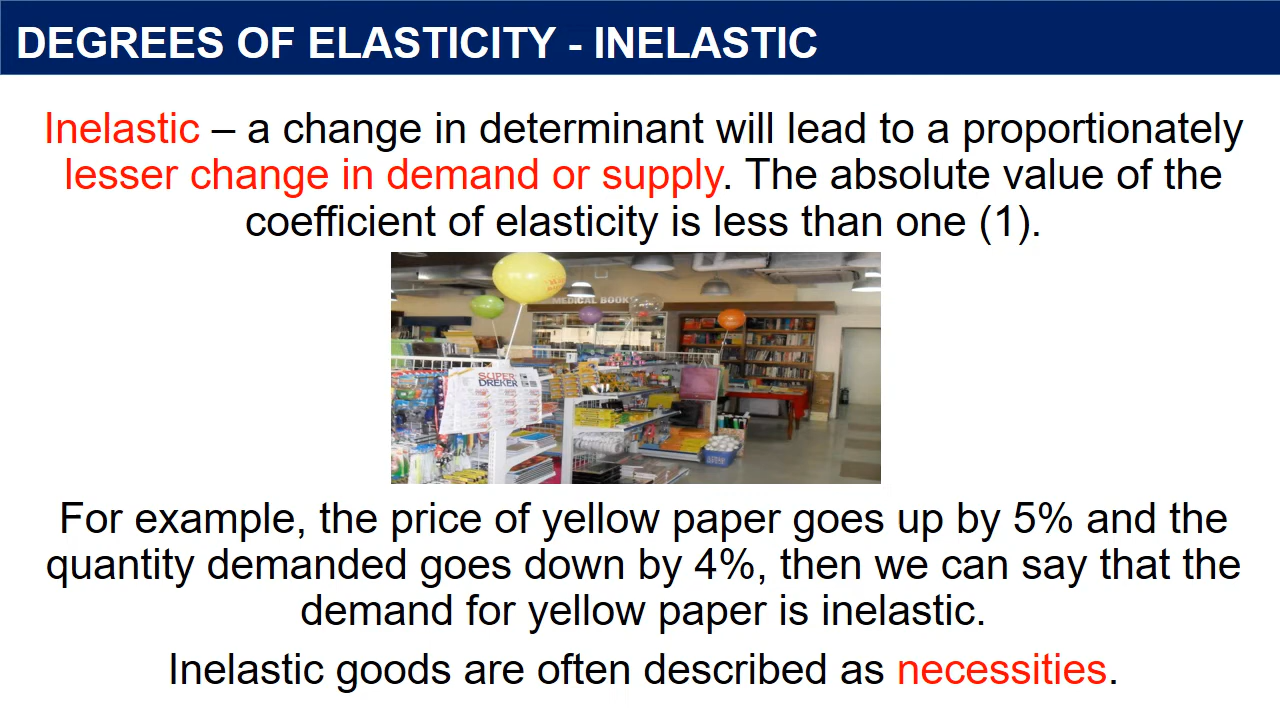 DEGREES OF ELASTICITY - INELASTIC
Inelastic – a change in determinant will lead to a proportionately
lesser change in demand or supply. The absolute value of the
coefficient of elasticity is less than one (1).
MEDICAL BOOKS
SUPER
DREKER
For example, the price of yellow paper goes up by 5% and the
quantity demanded goes down by 4%, then we can say that the
demand for yellow paper is inelastic.
Inelastic goods are often described as necessities.